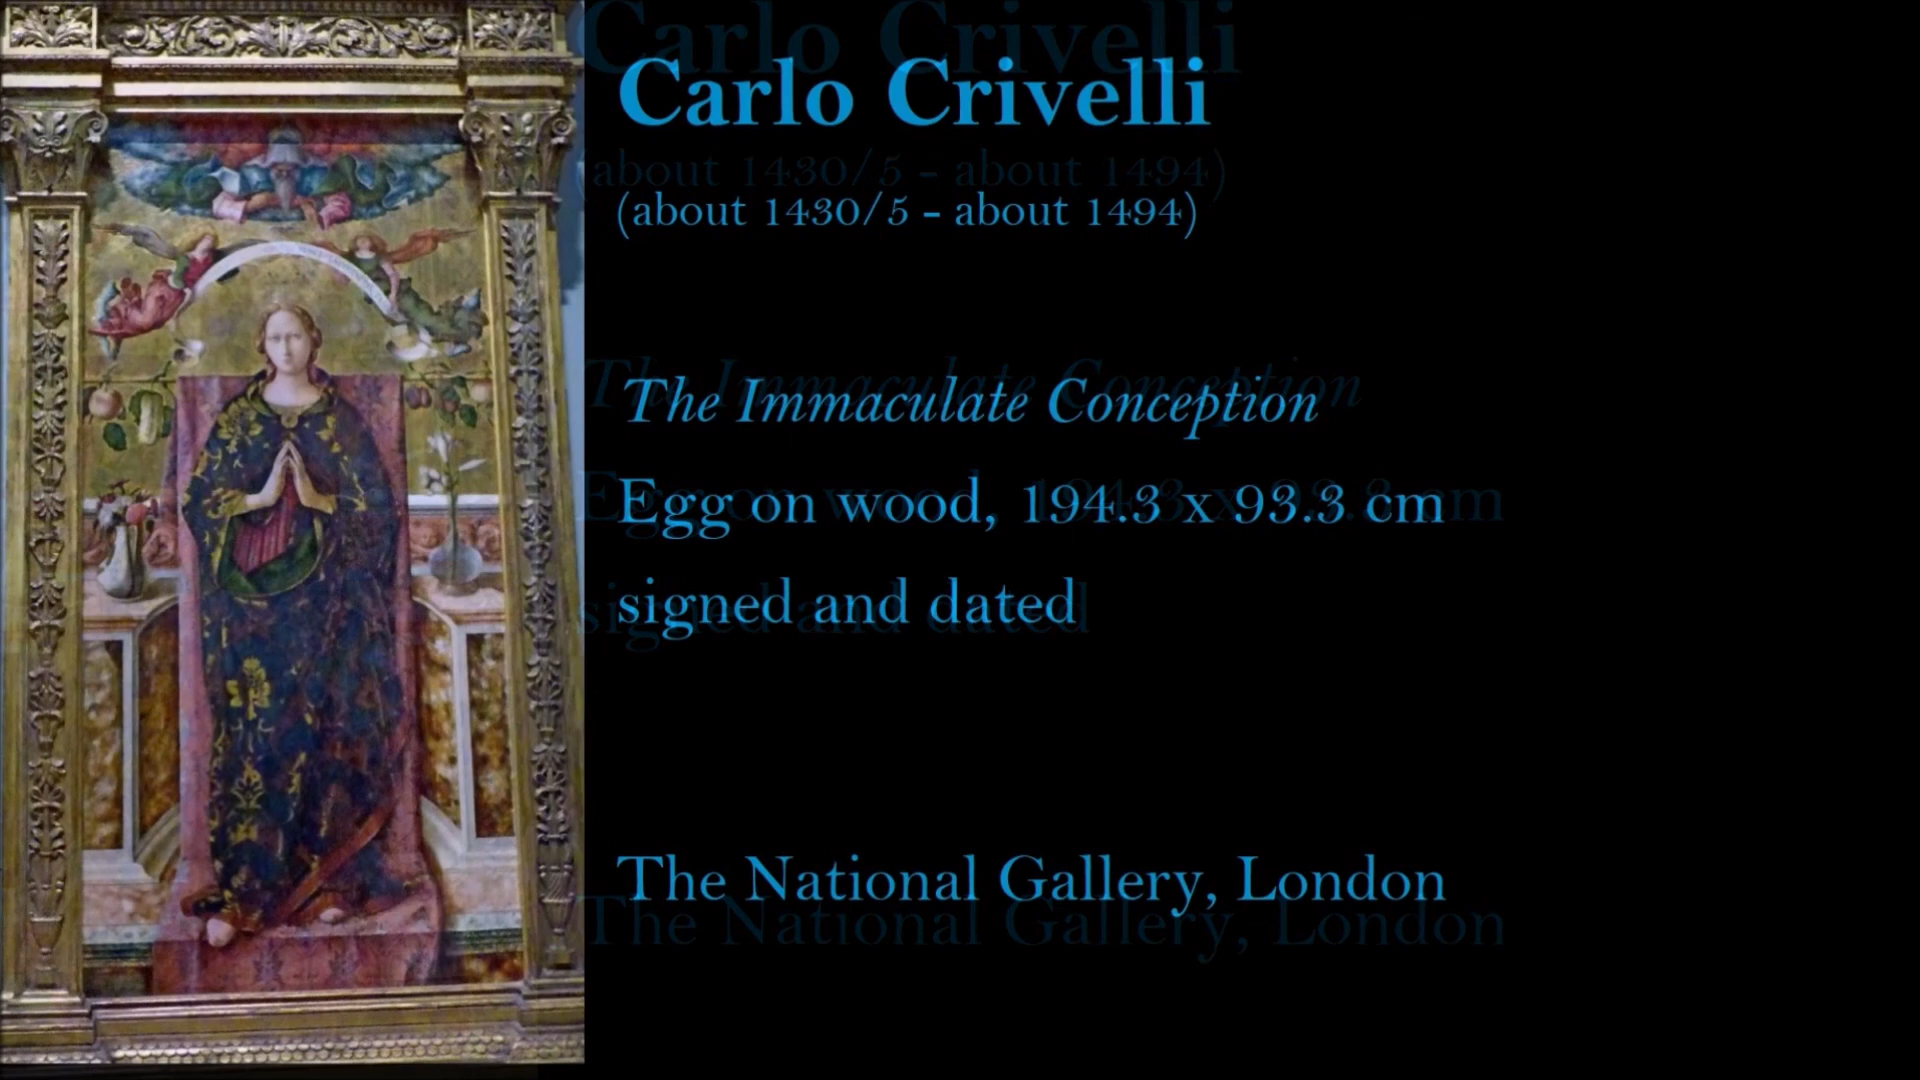 Carlo Crivelli
(about 1430/5 - about 1494)
The Immaculate Conception
Egg on wood, 194.3 x 93.3 cm
signed and dated
The National Gallery, London